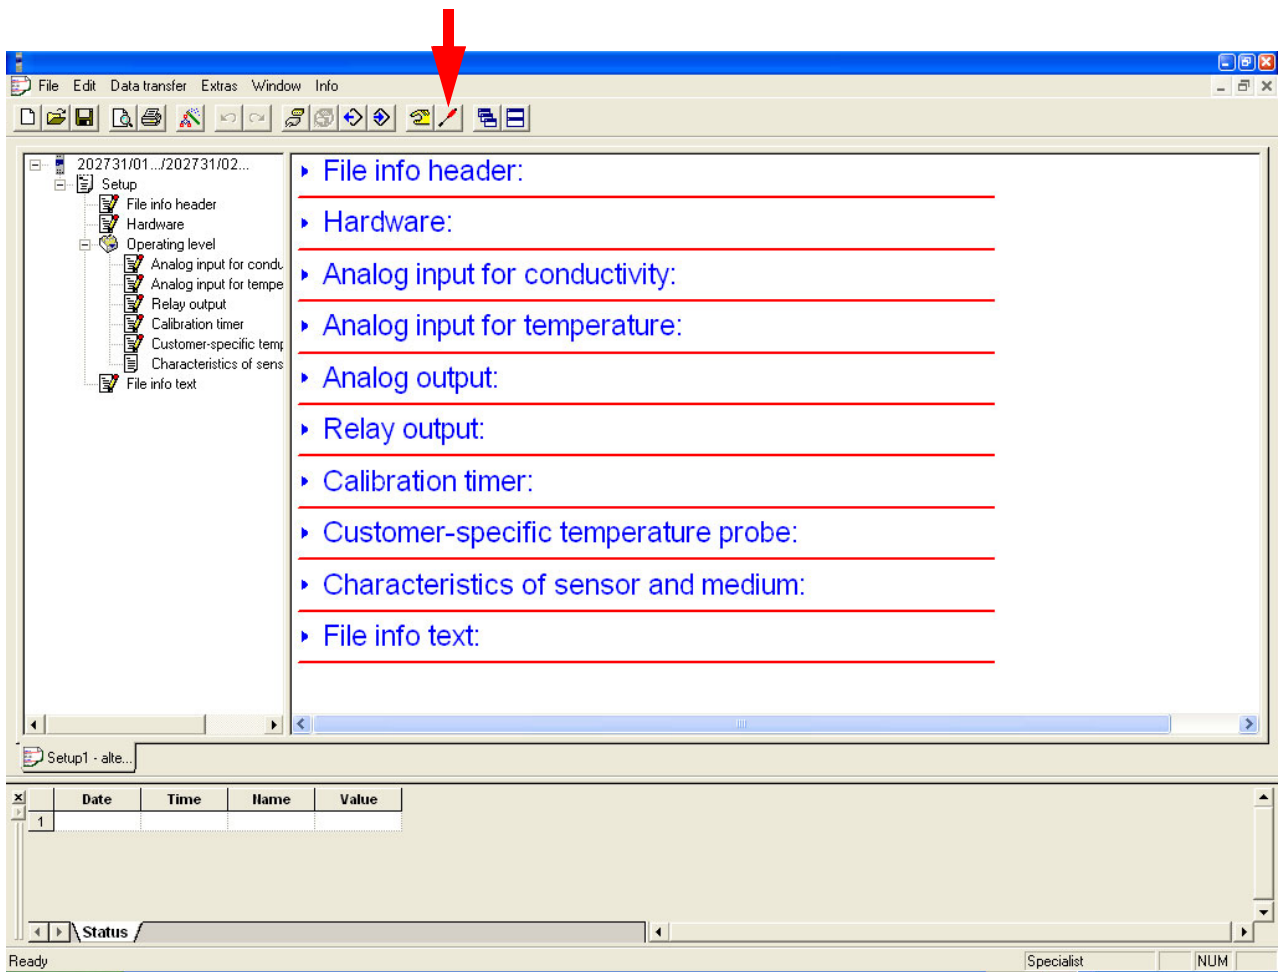 File Edit Data transfer Extras Window Info
202731/01.../202731/02...
Setup
File info header
Hardware
Operating level
Analog input for condu
Analog input for tempe
Relay output
Calibration timer
Customer-specific temp
Characteristics of sens
File info text
File info header:
Hardware:
Analog input for conductivity:
Analog input for temperature:
Analog output:
Relay output:
Calibration timer:
Customer-specific temperature probe:
Characteristics of sensor and medium:
File info text:
Setup1 - alte...
Date Time Name Value
1
Status
Ready Specialist NUM